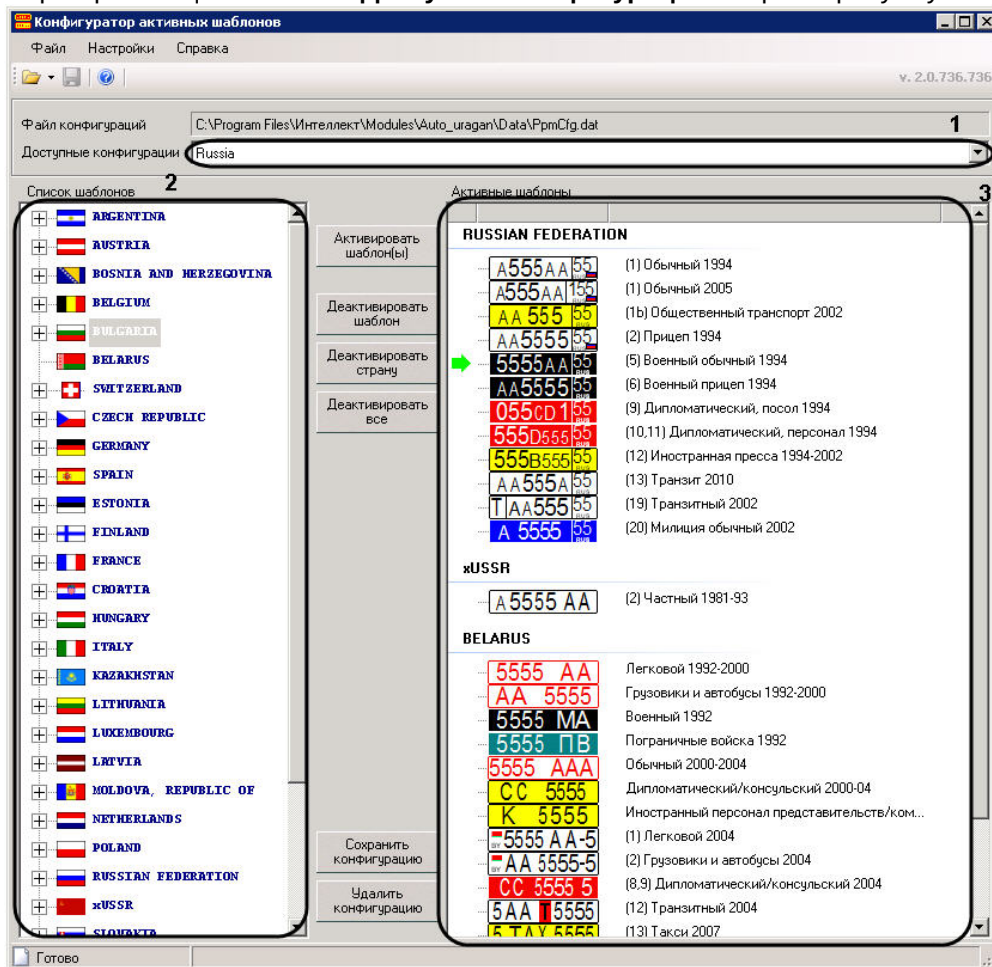 Конфигуратор активных шаблонов
Файл Настройки Справка
v. 2.0.736.736
Файл конфигураций C:\Program Files\Интеллект\Modules\Auto_uragan\Data\PpmCfg.dat 1
Доступные конфигурации Russia
Список шаблонов 2
ARGENTINA
AUSTRIA
BOSNIA AND HERZEGOVINA
BELGIUM
BULGARIA
BELARUS
SWITZERLAND
CZECH REPUBLIC
GERMANY
SPAIN
ESTONIA
FINLAND
FRANCE
CROATIA
HUNGARY
ITALY
KAZAKHSTAN
LITHUANIA
LUXEMBOURG
LATVIA
MOLDOVA, REPUBLIC OF
NETHERLANDS
POLAND
RUSSIAN FEDERATION
xUSSR
SLOVAKIA
Активировать
шаблон(ы)
Деактивировать
шаблон
Деактивировать
страну
Деактивировать
все
Сохранить
конфигурацию
Удалить
конфигурацию
Активные шаблоны 3
RUSSIAN FEDERATION
A555AA 55 (1) Обычный 1994
A555AA 155 (1) Обычный 2005
AA 555 55 (1b) Общественный транспорт 2002
AA5555 55 (2) Прицеп 1994
5555AA 55 (5) Военный обычный 1994
AA5555 55 (6) Военный прицеп 1994
055CD 1 55 (9) Дипломатический, посол 1994
555D555 55 (10,11) Дипломатический, персонал 1994
555B555 55 (12) Иностранная пресса 1994-2002
AA555A 55 (13) Транзит 2010
T AA555 55 (19) Транзитный 2002
A 5555 55 (20) Милиция обычный 2002
xUSSR
A 5555 AA (2) Частный 1981-93
BELARUS
5555 AA Легковой 1992-2000
AA 5555 Грузовики и автобусы 1992-2000
5555 MA Военный 1992
5555 ПВ Пограничные войска 1992
5555 AAA Обычный 2000-2004
CC 5555 Дипломатический/консульский 2000-04
K 5555 Иностранный персонал представительств/ком...
5555 AA-5 (1) Легковой 2004
AA 5555-5 (2) Грузовики и автобусы 2004
CC 5555 5 (8,9) Дипломатический/консульский 2004
5AA T 5555 (12) Транзитный 2004
5 TAX 5555 (13) Такси 2007
Готово